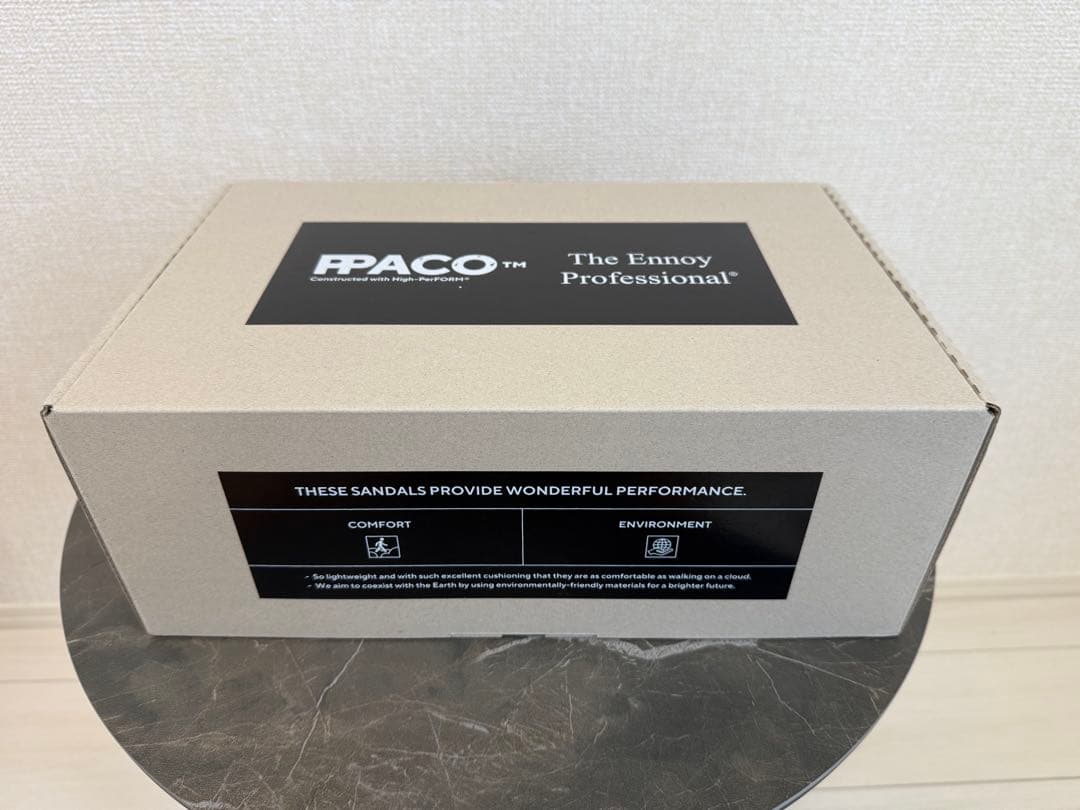 PPACO™
Constructed with High-PerFORM®
The Ennoy
Professional®
THESE SANDALS PROVIDE WONDERFUL PERFORMANCE.
COMFORT
ENVIRONMENT
- So lightweight and with such excellent cushioning that they are as comfortable as walking on a cloud.
- We aim to coexist with the Earth by using environmentally-friendly materials for a brighter future.